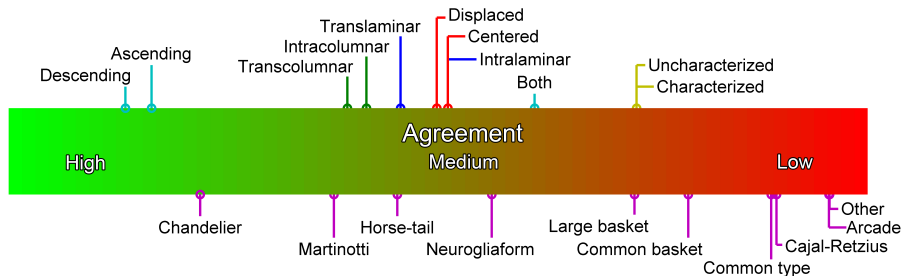 Displaced
Translaminar
Centered
Ascending
Intracolumnar
Intralaminar
Uncharacterized
Descending
Transcolumnar
Both
Characterized
Agreement
High
Medium
Low
Other
Chandelier
Horse-tail
Large basket
Arcade
Martinotti
Neurogliaform
Common basket
Cajal-Retzius
Common type